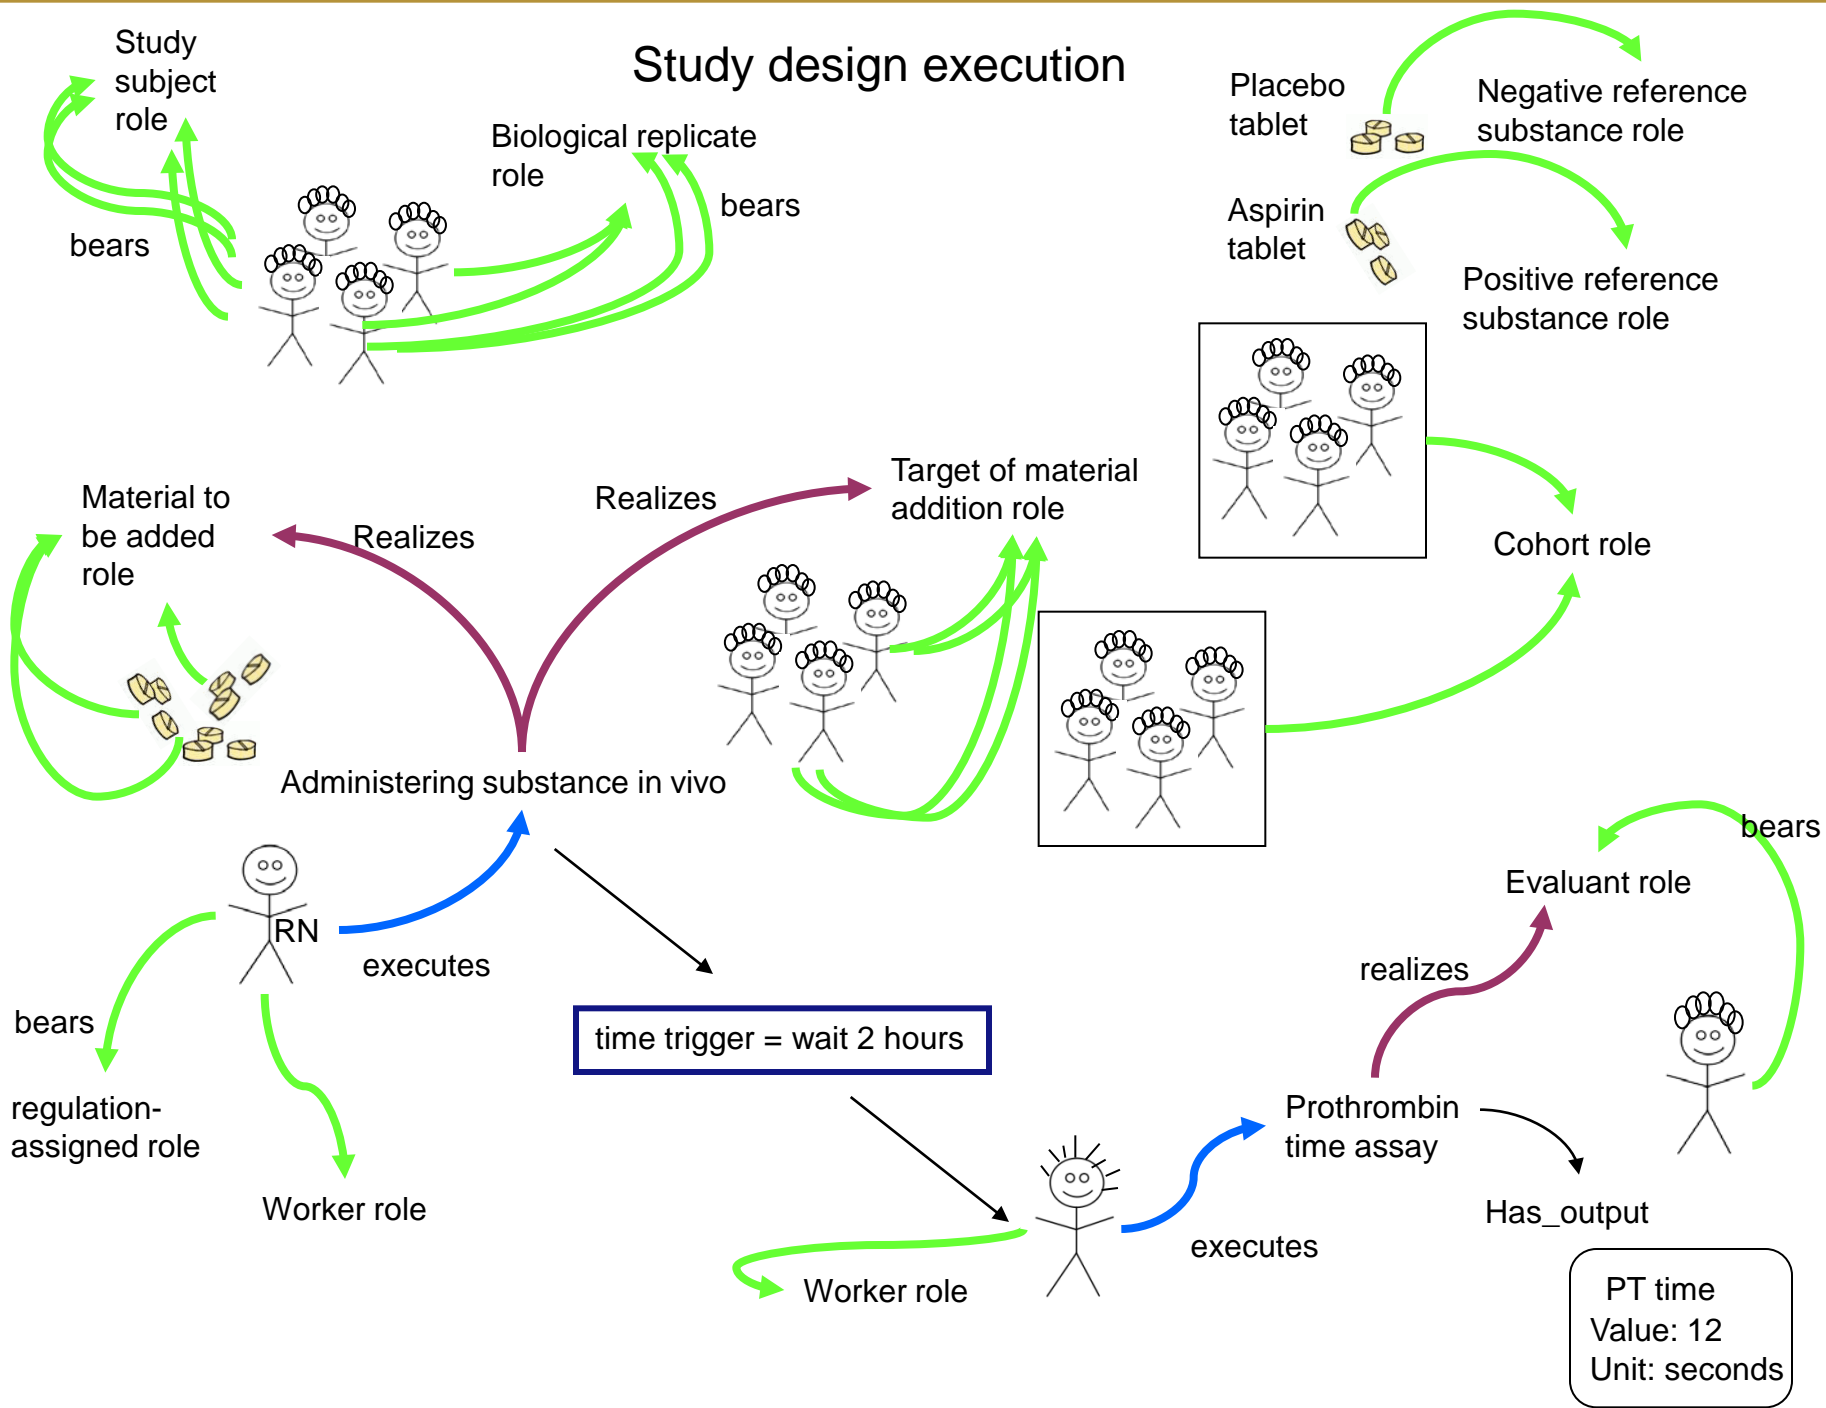 Study design execution
Study
subject
role
bears
Biological replicate
role
bears
Placebo
tablet
Negative reference
substance role
Aspirin
tablet
Positive reference
substance role
Material to
be added
role
Realizes
Realizes
Target of material
addition role
Cohort role
Administering substance in vivo
RN
executes
bears
regulation-
assigned role
Worker role
time trigger = wait 2 hours
Worker role
executes
Prothrombin
time assay
realizes
Evaluant role
bears
Has_output
PT time
Value: 12
Unit: seconds